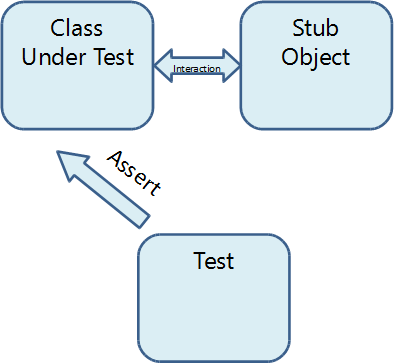 Class
Under Test
Interaction
Stub
Object
Assert
Test